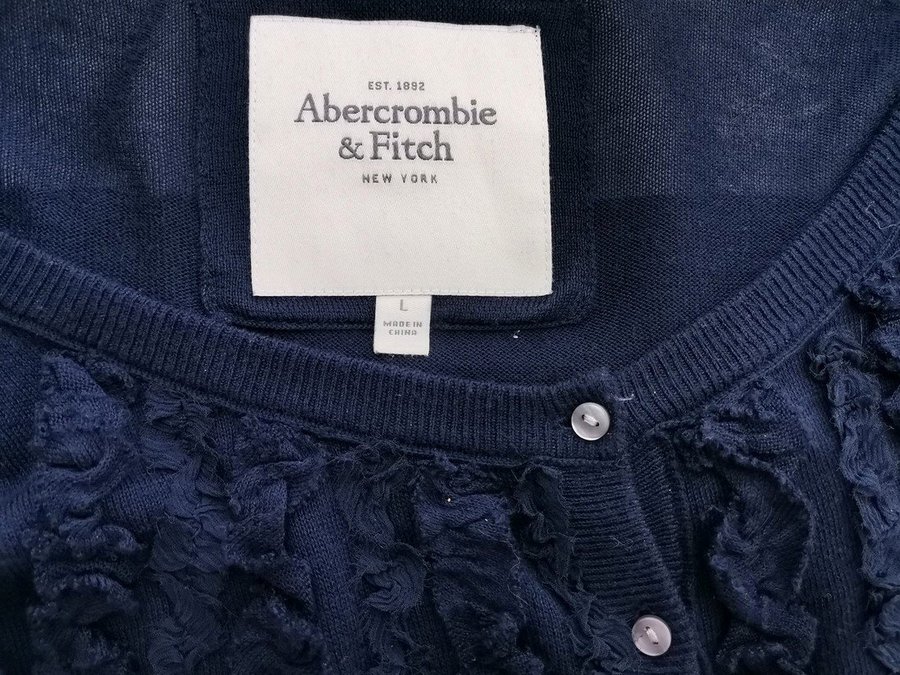 EST. 1892
Abercrombie
& Fitch
NEW YORK
L
MADE IN
CHINA